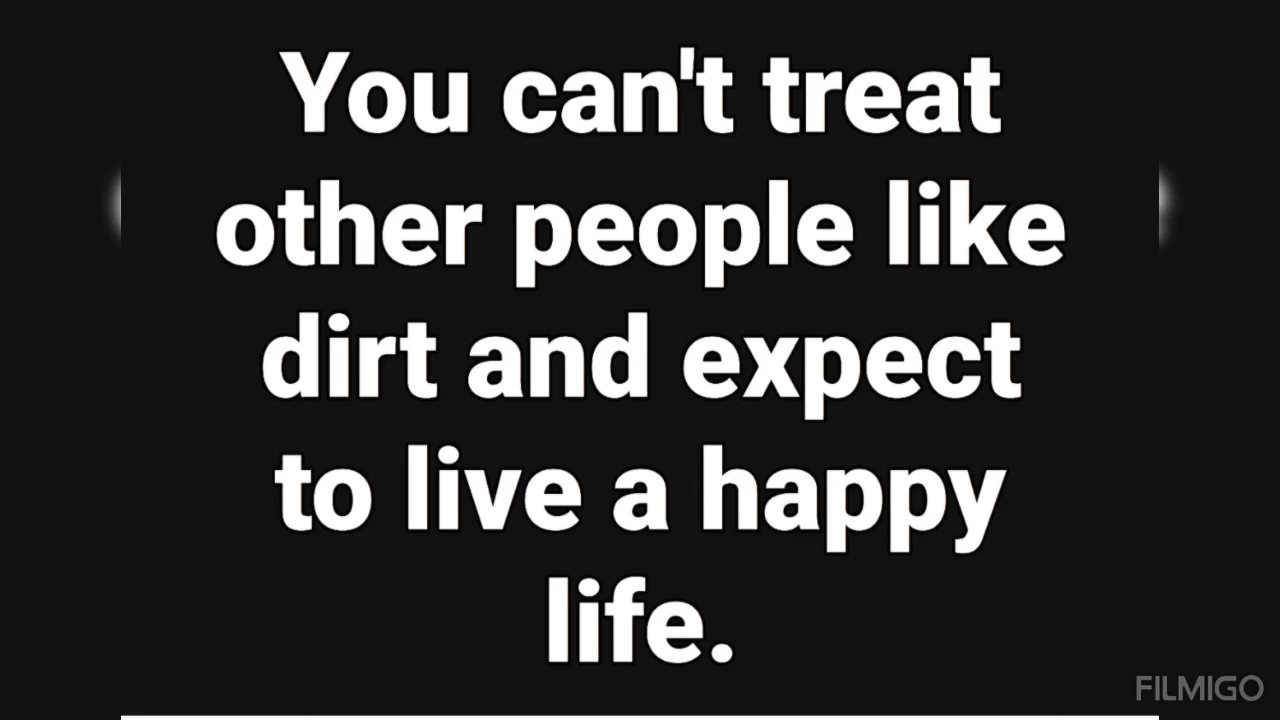 You can't treat
other people like
dirt and expect
to live a happy
life.
FILMIGO